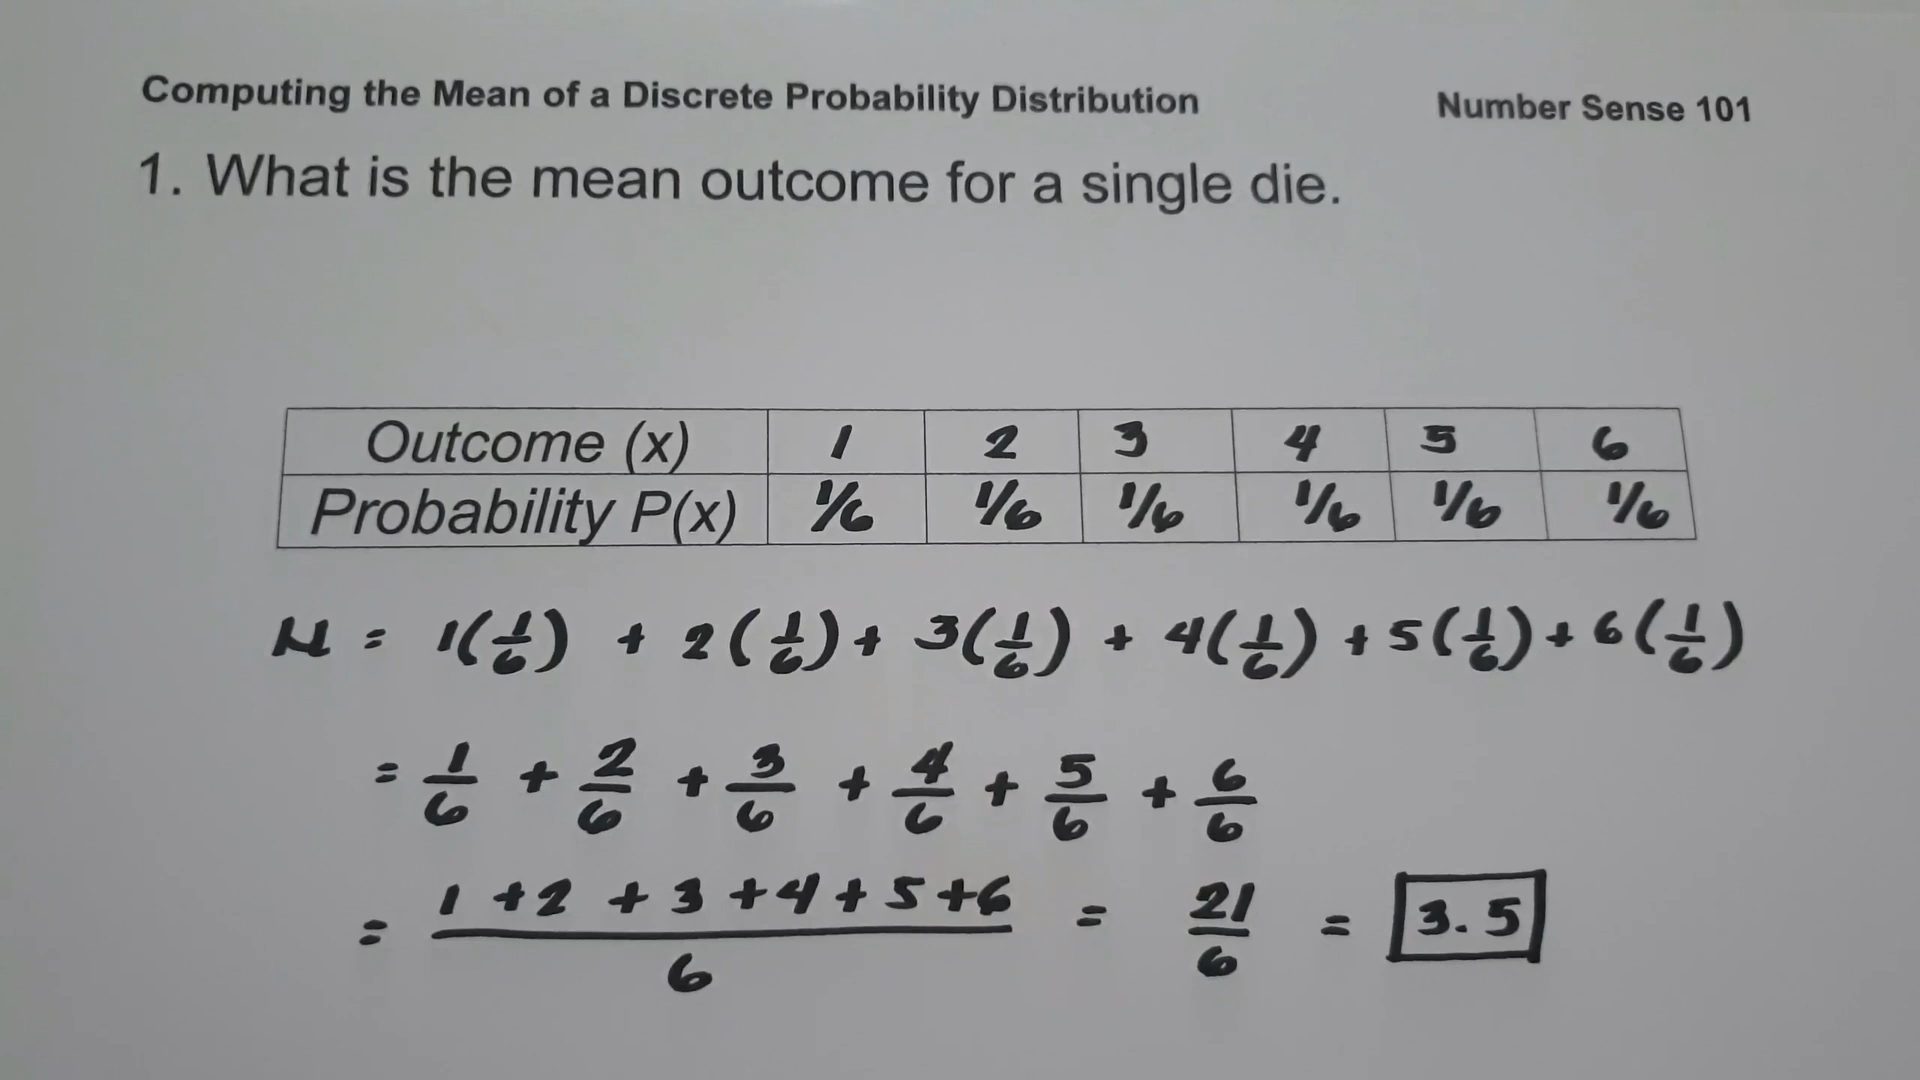 Computing the Mean of a Discrete Probability Distribution
Number Sense 101
1. What is the mean outcome for a single die.
Outcome (x) 1 2 3 4 5 6
Probability P(x) 1/6 1/6 1/6 1/6 1/6 1/6
μ = 1(1/6) + 2(1/6) + 3(1/6) + 4(1/6) + 5(1/6) + 6(1/6)
= 1/6 + 2/6 + 3/6 + 4/6 + 5/6 + 6/6
= (1+2+3+4+5+6)/6 = 21/6 = 3.5